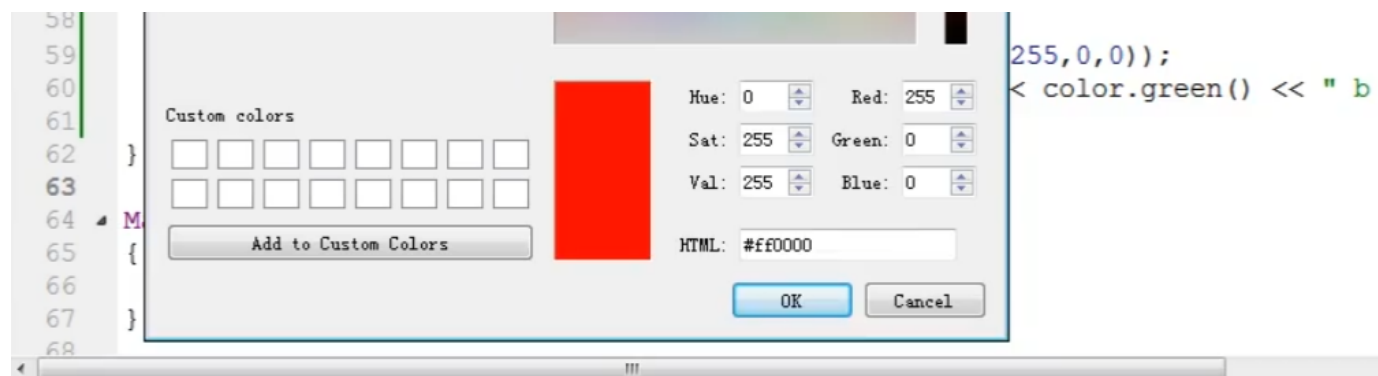 58
59 255,0,0));
60 < color.green() << " b
61
62 }
63
64 M
65 {
66
67 }
68
Custom colors
Add to Custom Colors
Hue: 0 Red: 255
Sat: 255 Green: 0
Val: 255 Blue: 0
HTML: #ff0000
OK Cancel